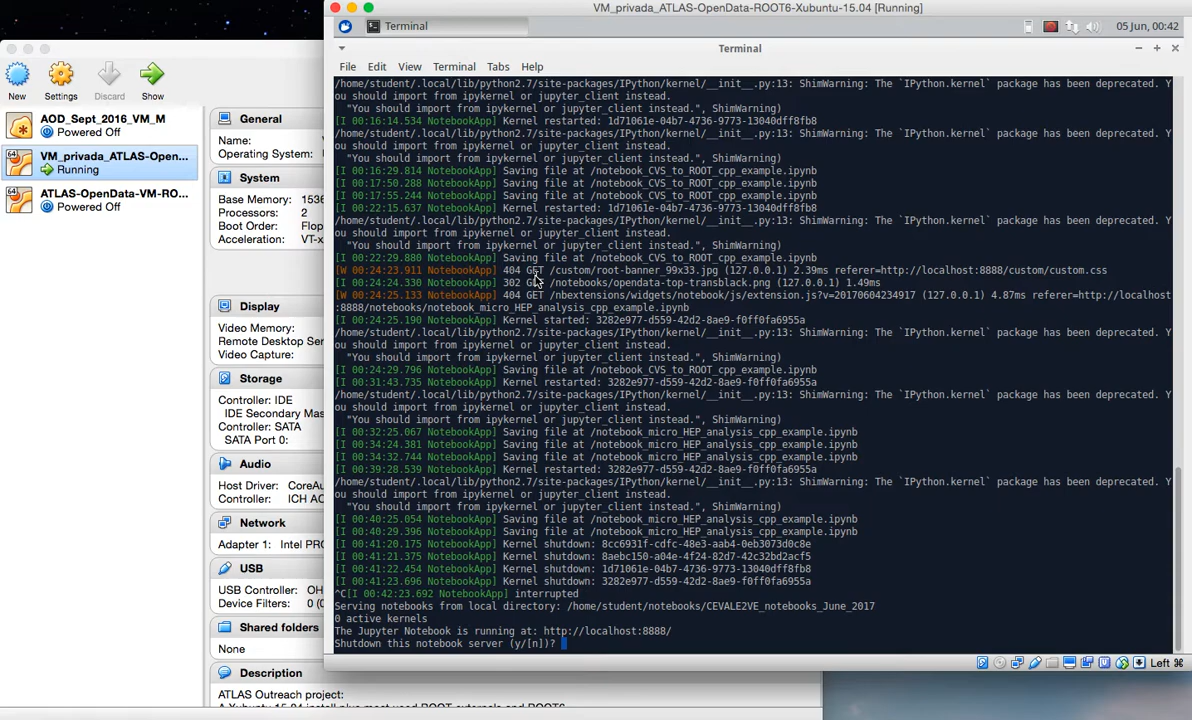 VM_privada_ATLAS-OpenData-ROOT6-Xubuntu-15.04 [Running]
Terminal
05 Jun, 00:42
Terminal
File Edit View Terminal Tabs Help
New Settings Discard Show
AOD_Sept_2016_VM_M
Powered Off
64
VM_privada_ATLAS-Open...
Running
64
ATLAS-OpenData-VM-RO...
Powered Off
General
Name:
Operating System:
System
Base Memory: 1536
Processors: 2
Boot Order: Flop
Acceleration: VT-x
Display
Video Memory:
Remote Desktop Ser
Video Capture:
Storage
Controller: IDE
IDE Secondary Mas
Controller: SATA
SATA Port 0:
Audio
Host Driver: CoreAu
Controller: ICH AC
Network
Adapter 1: Intel PRO
USB
USB Controller: OH
Device Filters: 0 (0
Shared folders
None
Description
ATLAS Outreach project:
/home/student/.local/lib/python2.7/site-packages/IPython/kernel/__init__.py:13: ShimWarning: The `IPython.kernel` package has been deprecated. Y
ou should import from ipykernel or jupyter_client instead.
"You should import from ipykernel or jupyter_client instead.", ShimWarning)
[I 00:16:14.534 NotebookApp] Kernel restarted: 1d71061e-04b7-4736-9773-13040dff8fb8
/home/student/.local/lib/python2.7/site-packages/IPython/kernel/__init__.py:13: ShimWarning: The `IPython.kernel` package has been deprecated. Y
ou should import from ipykernel or jupyter_client instead.
"You should import from ipykernel or jupyter_client instead.", ShimWarning)
[I 00:16:29.814 NotebookApp] Saving file at /notebook_CVS_to_ROOT_cpp_example.ipynb
[I 00:17:50.288 NotebookApp] Saving file at /notebook_CVS_to_ROOT_cpp_example.ipynb
[I 00:17:55.244 NotebookApp] Saving file at /notebook_CVS_to_ROOT_cpp_example.ipynb
[I 00:22:15.637 NotebookApp] Kernel restarted: 1d71061e-04b7-4736-9773-13040dff8fb8
/home/student/.local/lib/python2.7/site-packages/IPython/kernel/__init__.py:13: ShimWarning: The `IPython.kernel` package has been deprecated. Y
ou should import from ipykernel or jupyter_client instead.
"You should import from ipykernel or jupyter_client instead.", ShimWarning)
[I 00:22:29.880 NotebookApp] Saving file at /notebook_CVS_to_ROOT_cpp_example.ipynb
[W 00:24:23.911 NotebookApp] 404 GET /custom/root-banner_99x33.jpg (127.0.0.1) 2.39ms referer=http://localhost:8888/custom/custom.css
[I 00:24:24.330 NotebookApp] 302 GET /notebooks/opendata-top-transblack.png (127.0.0.1) 1.49ms
[W 00:24:25.133 NotebookApp] 404 GET /nbextensions/widgets/notebook/js/extension.js?v=20170604234917 (127.0.0.1) 4.87ms referer=http://localhost
:8888/notebooks/notebook_micro_HEP_analysis_cpp_example.ipynb
[I 00:24:25.190 NotebookApp] Kernel started: 3282e977-d559-42d2-8ae9-f0ff0fa6955a
/home/student/.local/lib/python2.7/site-packages/IPython/kernel/__init__.py:13: ShimWarning: The `IPython.kernel` package has been deprecated. Y
ou should import from ipykernel or jupyter_client instead.
"You should import from ipykernel or jupyter_client instead.", ShimWarning)
[I 00:24:29.796 NotebookApp] Saving file at /notebook_CVS_to_ROOT_cpp_example.ipynb
[I 00:31:43.735 NotebookApp] Kernel restarted: 3282e977-d559-42d2-8ae9-f0ff0fa6955a
/home/student/.local/lib/python2.7/site-packages/IPython/kernel/__init__.py:13: ShimWarning: The `IPython.kernel` package has been deprecated. Y
ou should import from ipykernel or jupyter_client instead.
"You should import from ipykernel or jupyter_client instead.", ShimWarning)
[I 00:32:25.067 NotebookApp] Saving file at /notebook_micro_HEP_analysis_cpp_example.ipynb
[I 00:34:24.381 NotebookApp] Saving file at /notebook_micro_HEP_analysis_cpp_example.ipynb
[I 00:34:32.744 NotebookApp] Saving file at /notebook_micro_HEP_analysis_cpp_example.ipynb
[I 00:39:28.539 NotebookApp] Kernel restarted: 3282e977-d559-42d2-8ae9-f0ff0fa6955a
/home/student/.local/lib/python2.7/site-packages/IPython/kernel/__init__.py:13: ShimWarning: The `IPython.kernel` package has been deprecated. Y
ou should import from ipykernel or jupyter_client instead.
"You should import from ipykernel or jupyter_client instead.", ShimWarning)
[I 00:40:25.054 NotebookApp] Saving file at /notebook_micro_HEP_analysis_cpp_example.ipynb
[I 00:40:29.396 NotebookApp] Saving file at /notebook_micro_HEP_analysis_cpp_example.ipynb
[I 00:41:20.175 NotebookApp] Kernel shutdown: 8cc6931f-cdfc-48e3-aab4-0eb3073d0c8e
[I 00:41:21.375 NotebookApp] Kernel shutdown: 8aebc150-a04e-4f24-82d7-42c32bd2acf5
[I 00:41:22.454 NotebookApp] Kernel shutdown: 1d71061e-04b7-4736-9773-13040dff8fb8
[I 00:41:23.696 NotebookApp] Kernel shutdown: 3282e977-d559-42d2-8ae9-f0ff0fa6955a
^C[I 00:42:23.692 NotebookApp] interrupted
Serving notebooks from local directory: /home/student/notebooks/CEVALE2VE_notebooks_June_2017
0 active kernels
The Jupyter Notebook is running at: http://localhost:8888/
Shutdown this notebook server (y/[n])?
Left ⌘